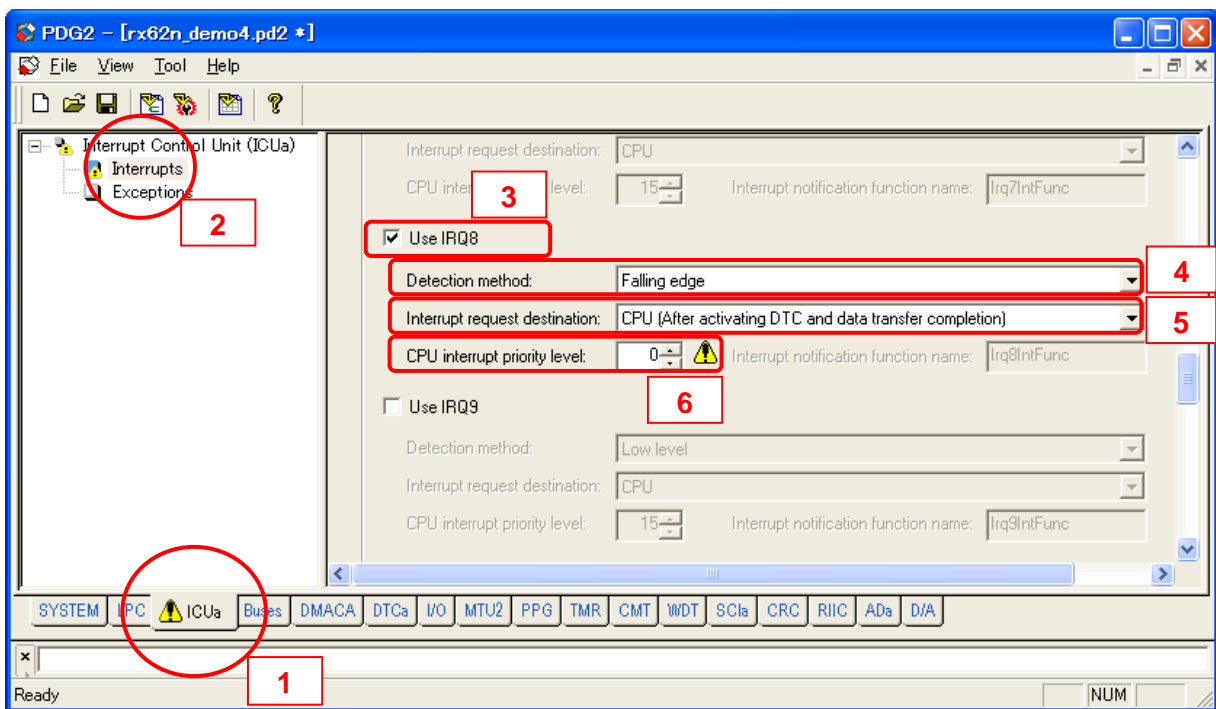 PDG2 - [rx62n_demo4.pd2 *]
File View Tool Help
Interrupt Control Unit (ICUa)
Interrupts
Exceptions
2
Interrupt request destination: CPU
CPU inter level: 15 Interrupt notification function name: Irq7IntFunc
3
Use IRQ8
Detection method: Falling edge
4
Interrupt request destination: CPU (After activating DTC and data transfer completion)
5
CPU interrupt priority level: 0 Interrupt notification function name: Irq8IntFunc
6
Use IRQ9
Detection method: Low level
Interrupt request destination: CPU
CPU interrupt priority level: 15 Interrupt notification function name: Irq9IntFunc
SYSTEM LPC ICUa Buses DMACA DTCa I/O MTU2 PPG TMR CMT WDT SCIa CRC RIIC ADa D/A
1
Ready NUM